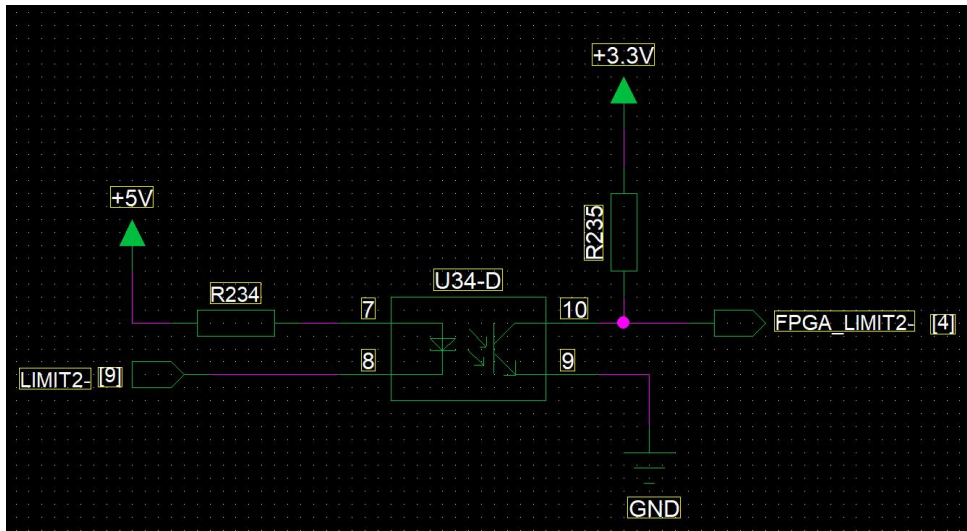 +3.3V
+5V
R235
U34-D
R234
7
10
FPGA_LIMIT2- [4]
8
9
LIMIT2- [9]
GND